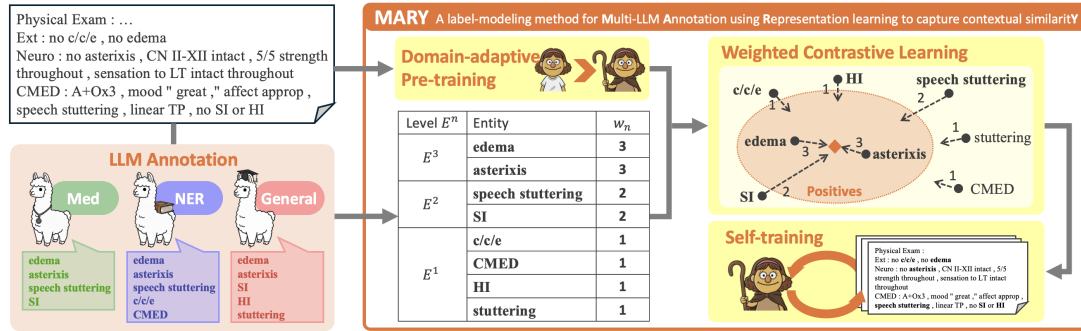 Physical Exam : …
Ext : no c/c/e , no edema
Neuro : no asterixis , CN II-XII intact , 5/5 strength
throughout , sensation to LT intact throughout
CMED : A+Ox3 , mood " great ," affect approp ,
speech stuttering , linear TP , no SI or HI
LLM Annotation
Med
NER
General
edema
asterixis
speech stuttering
SI
edema
asterixis
speech stuttering
c/c/e
CMED
edema
asterixis
SI
HI
stuttering
MARY A label-modeling method for Multi-LLM Annotation using Representation learning to capture contextual similaritY
Domain-adaptive
Pre-training
Level Eⁿ Entity wₙ
E³ edema 3
asterixis 3
E² speech stuttering 2
SI 2
E¹ c/c/e 1
CMED 1
HI 1
stuttering 1
Weighted Contrastive Learning
HI
1
c/c/e
1
speech stuttering
2
edema
3
3
asterixis
1
stuttering
SI
2
Positives
1
CMED
Self-training
Physical Exam :
Ext : no c/c/e , no edema
Neuro : no asterixis , CN II-XII intact , 5/5
strength throughout , sensation to LT intact
throughout
CMED : A+Ox3 , mood " great ," affect approp ,
speech stuttering , linear TP , no SI or HI